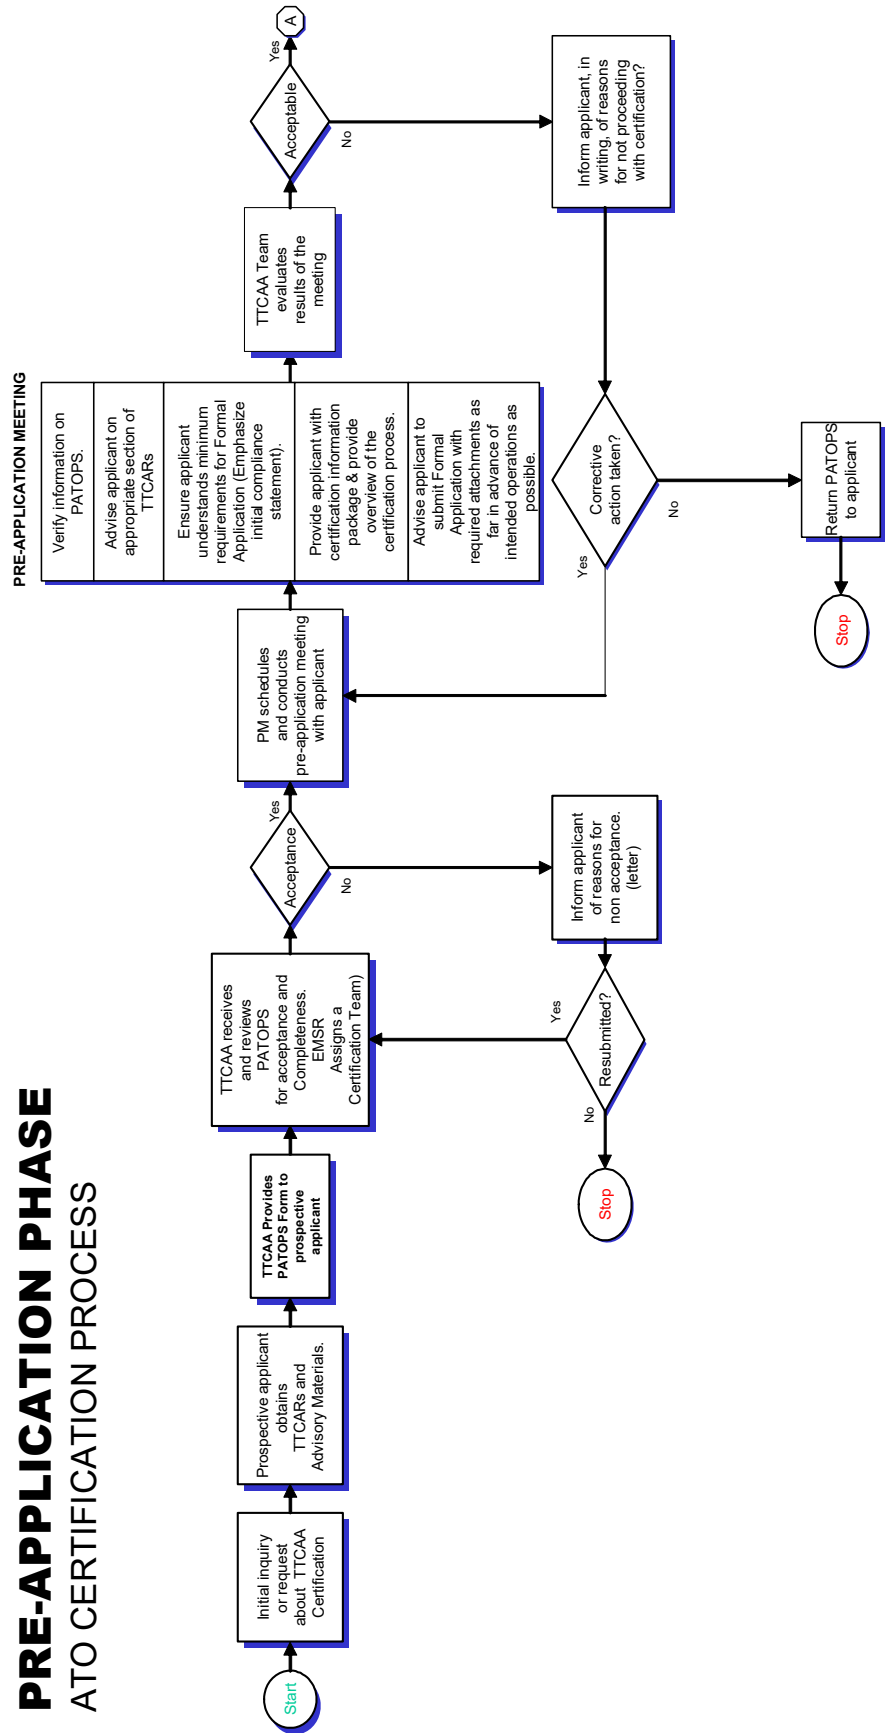 PRE-APPLICATION PHASE
ATO CERTIFICATION PROCESS
Start
Initial inquiry
or request
about TTCAA
Certification
Prospective applicant
obtains
TTCARs and
Advisory Materials.
TTCAA Provides
PATOPS Form to
prospective
applicant
TTCAA receives
and reviews
PATOPS
for acceptance and
Completeness.
EMSR
Assigns a
Certification Team)
Acceptance
Yes
No
Inform applicant
of reasons for
non acceptance.
(letter)
Resubmitted?
Yes
No
Stop
PM schedules
and conducts
pre-application meeting
with applicant
PRE-APPLICATION MEETING
Verify information on
PATOPS.
Advise applicant on
appropriate section of
TTCARs
Ensure applicant
understands minimum
requirements for Formal
Application (Emphasize
initial compliance
statement).
Provide applicant with
certification information
package & provide
overview of the
certification process.
Advise applicant to
submit Formal
Application with
required attachments as
far in advance of
intended operations as
possible.
TTCAA Team
evaluates
results of the
meeting
Acceptable
Yes
A
No
Inform applicant, in
writing, of reasons
for not proceeding
with certification?
Corrective
action taken?
Yes
No
Return PATOPS
to applicant
Stop